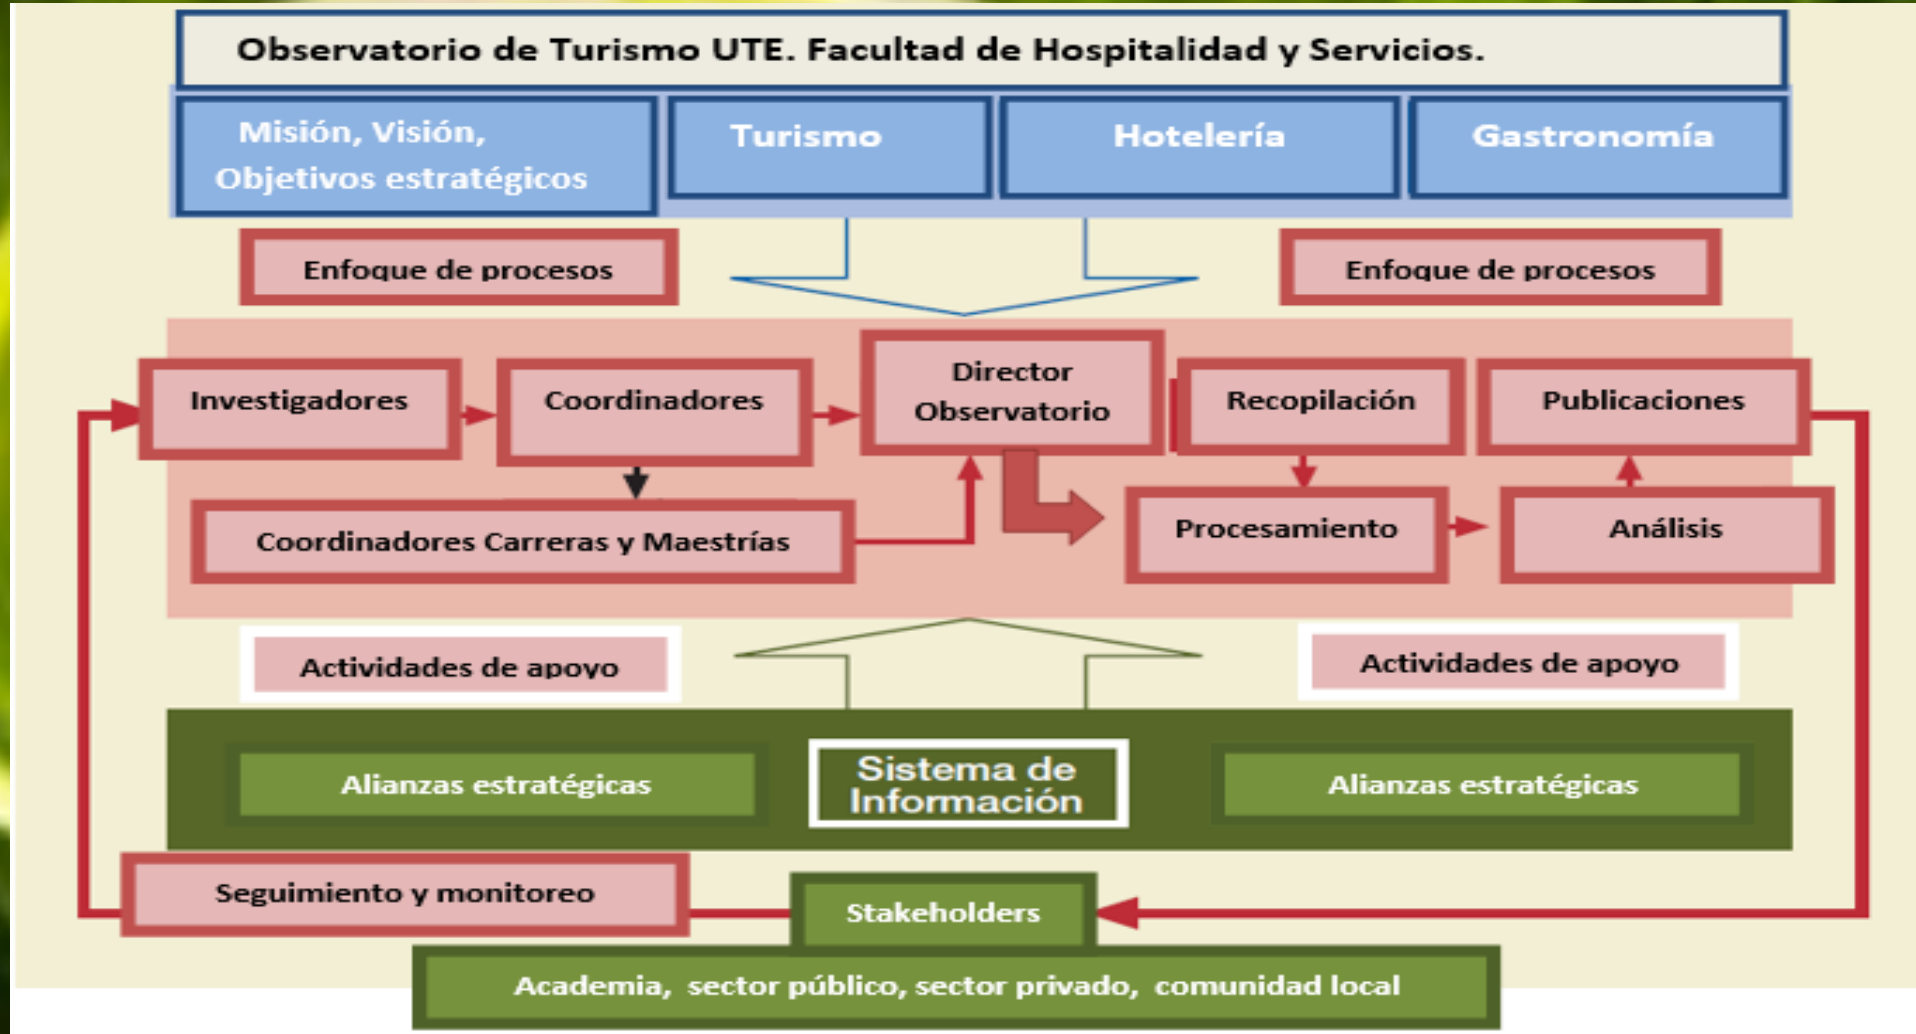 Observatorio de Turismo UTE. Facultad de Hospitalidad y Servicios.
Misión, Visión,
Objetivos estratégicos
Turismo
Hotelería
Gastronomía
Enfoque de procesos
Enfoque de procesos
Investigadores
Coordinadores
Director
Observatorio
Recopilación
Publicaciones
Coordinadores Carreras y Maestrías
Procesamiento
Análisis
Actividades de apoyo
Actividades de apoyo
Alianzas estratégicas
Sistema de
Información
Alianzas estratégicas
Seguimiento y monitoreo
Stakeholders
Academia, sector público, sector privado, comunidad local